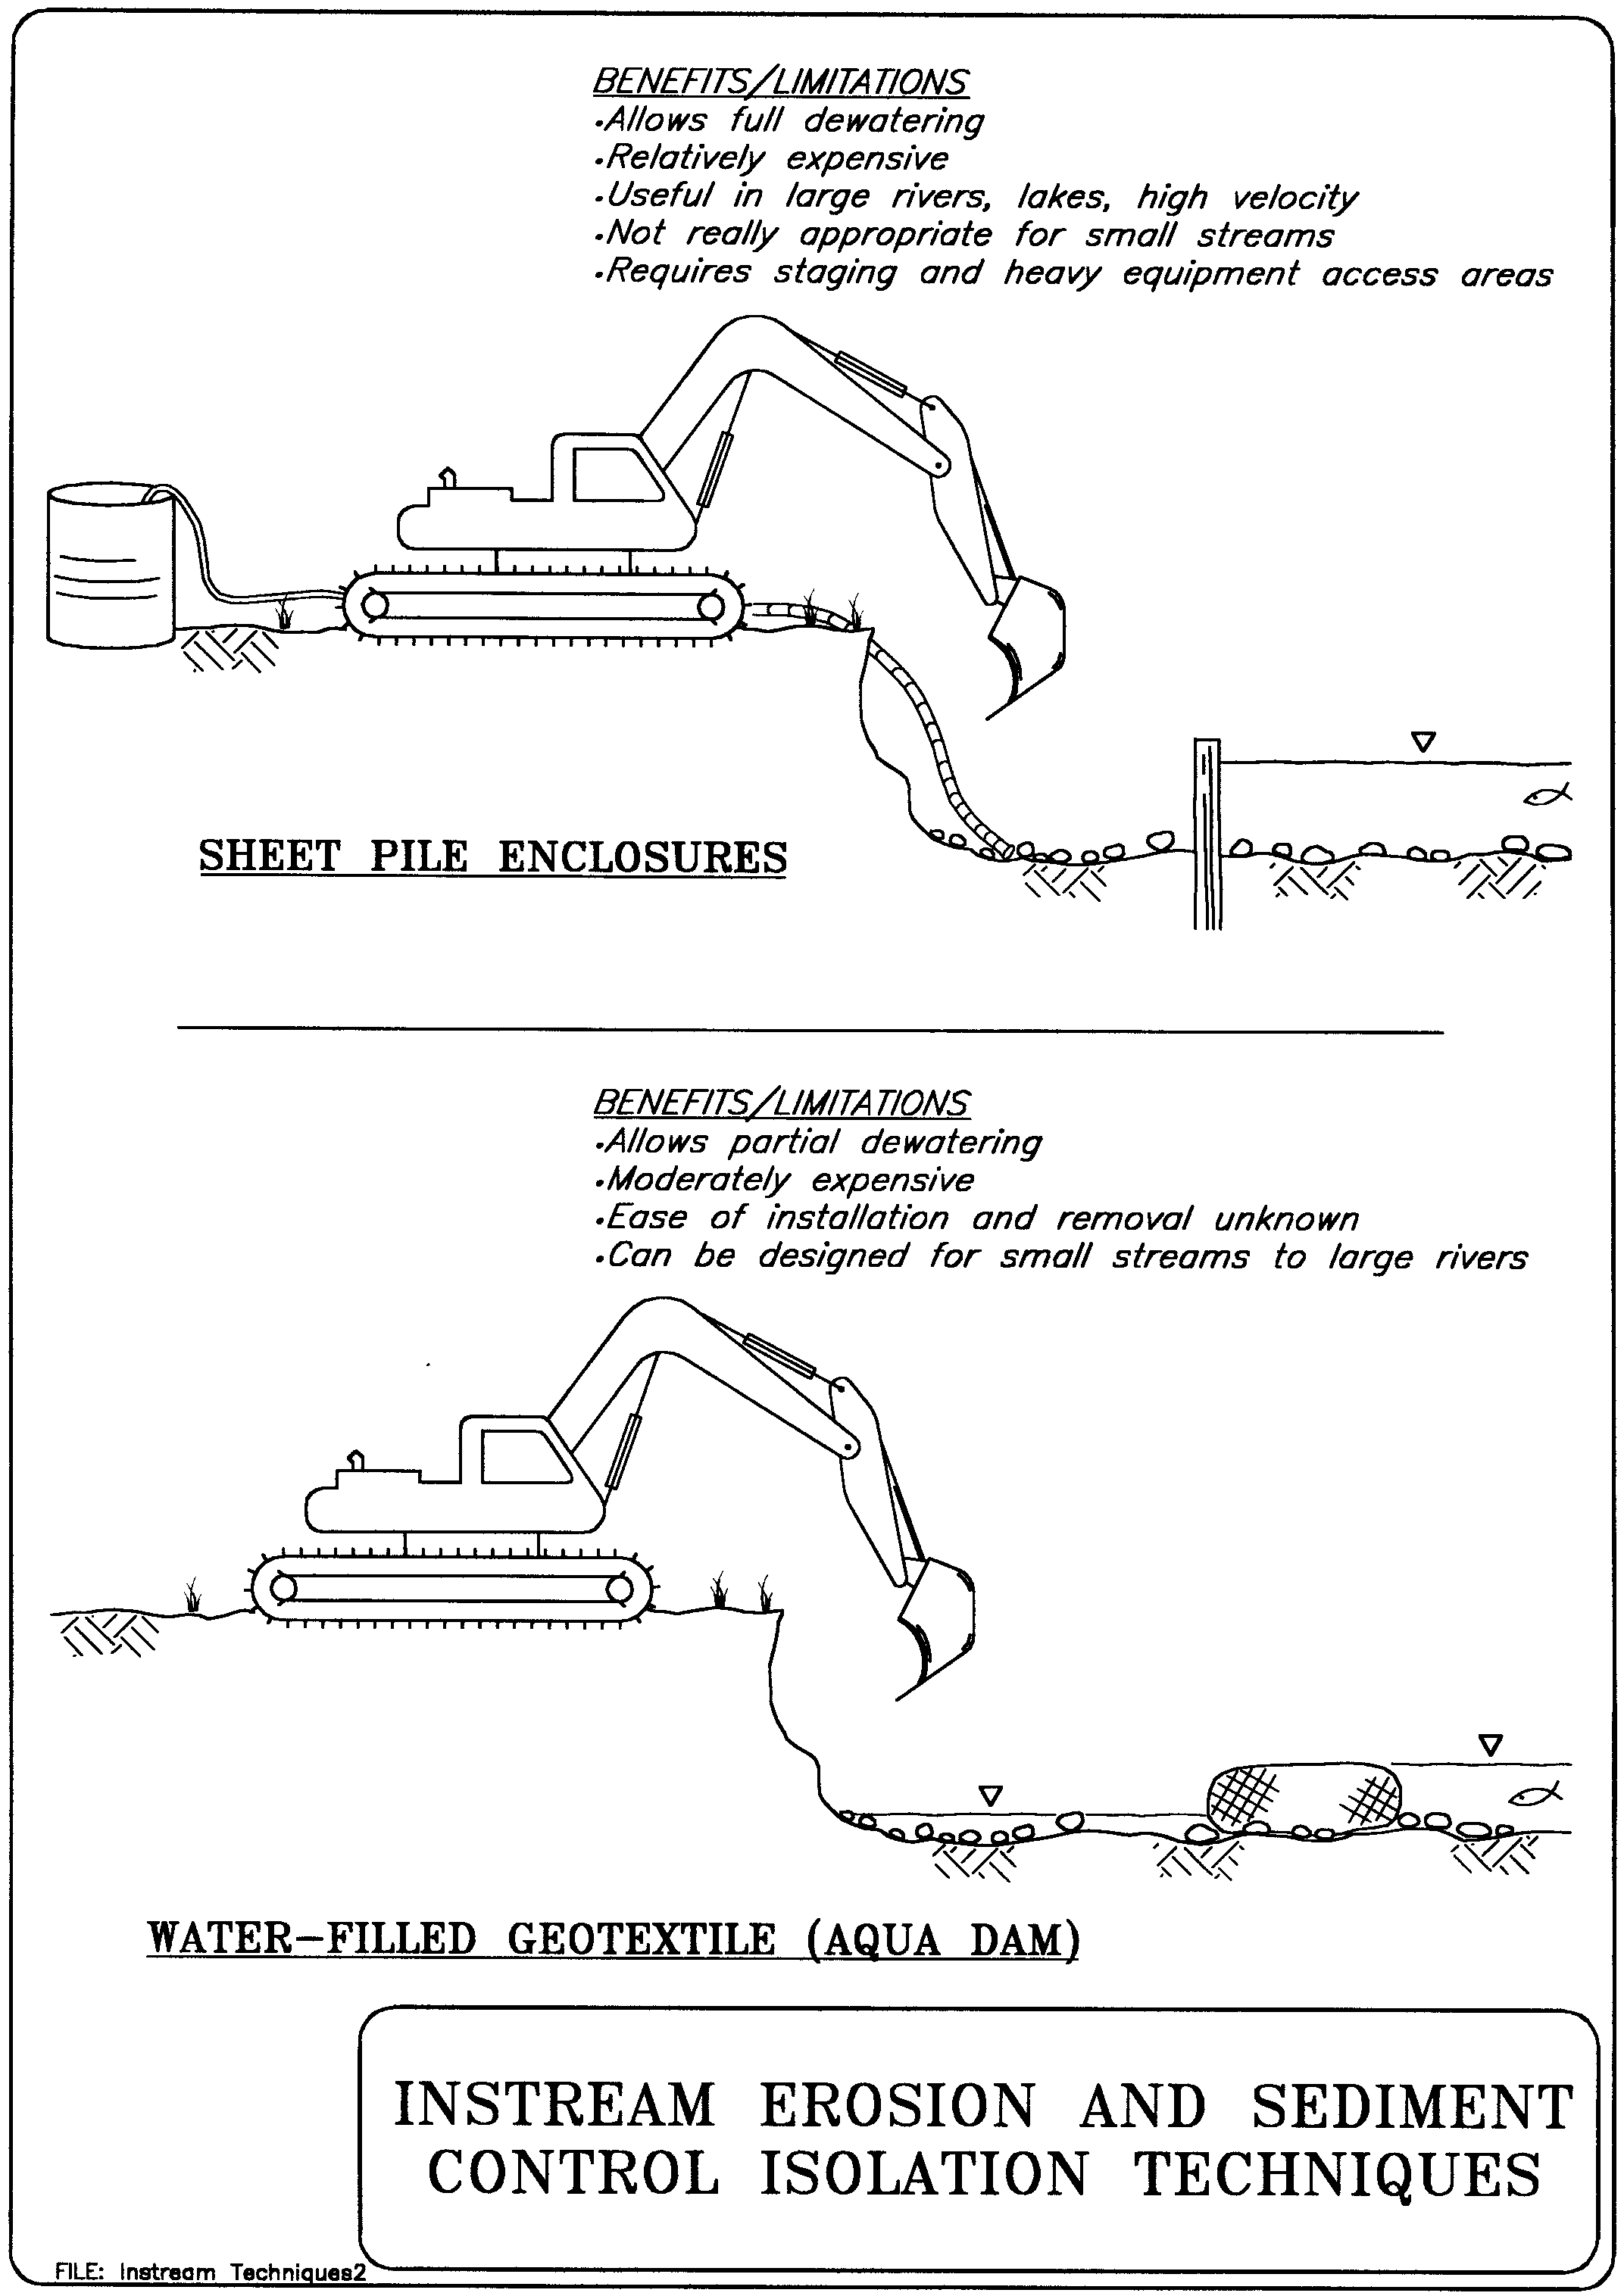 BENEFITS/LIMITATIONS
•Allows full dewatering
•Relatively expensive
•Useful in large rivers, lakes, high velocity
•Not really appropriate for small streams
•Requires staging and heavy equipment access areas
SHEET PILE ENCLOSURES
BENEFITS/LIMITATIONS
•Allows partial dewatering
•Moderately expensive
•Ease of installation and removal unknown
•Can be designed for small streams to large rivers
WATER-FILLED GEOTEXTILE (AQUA DAM)
INSTREAM EROSION AND SEDIMENT
CONTROL ISOLATION TECHNIQUES
FILE: Instream Techniques2